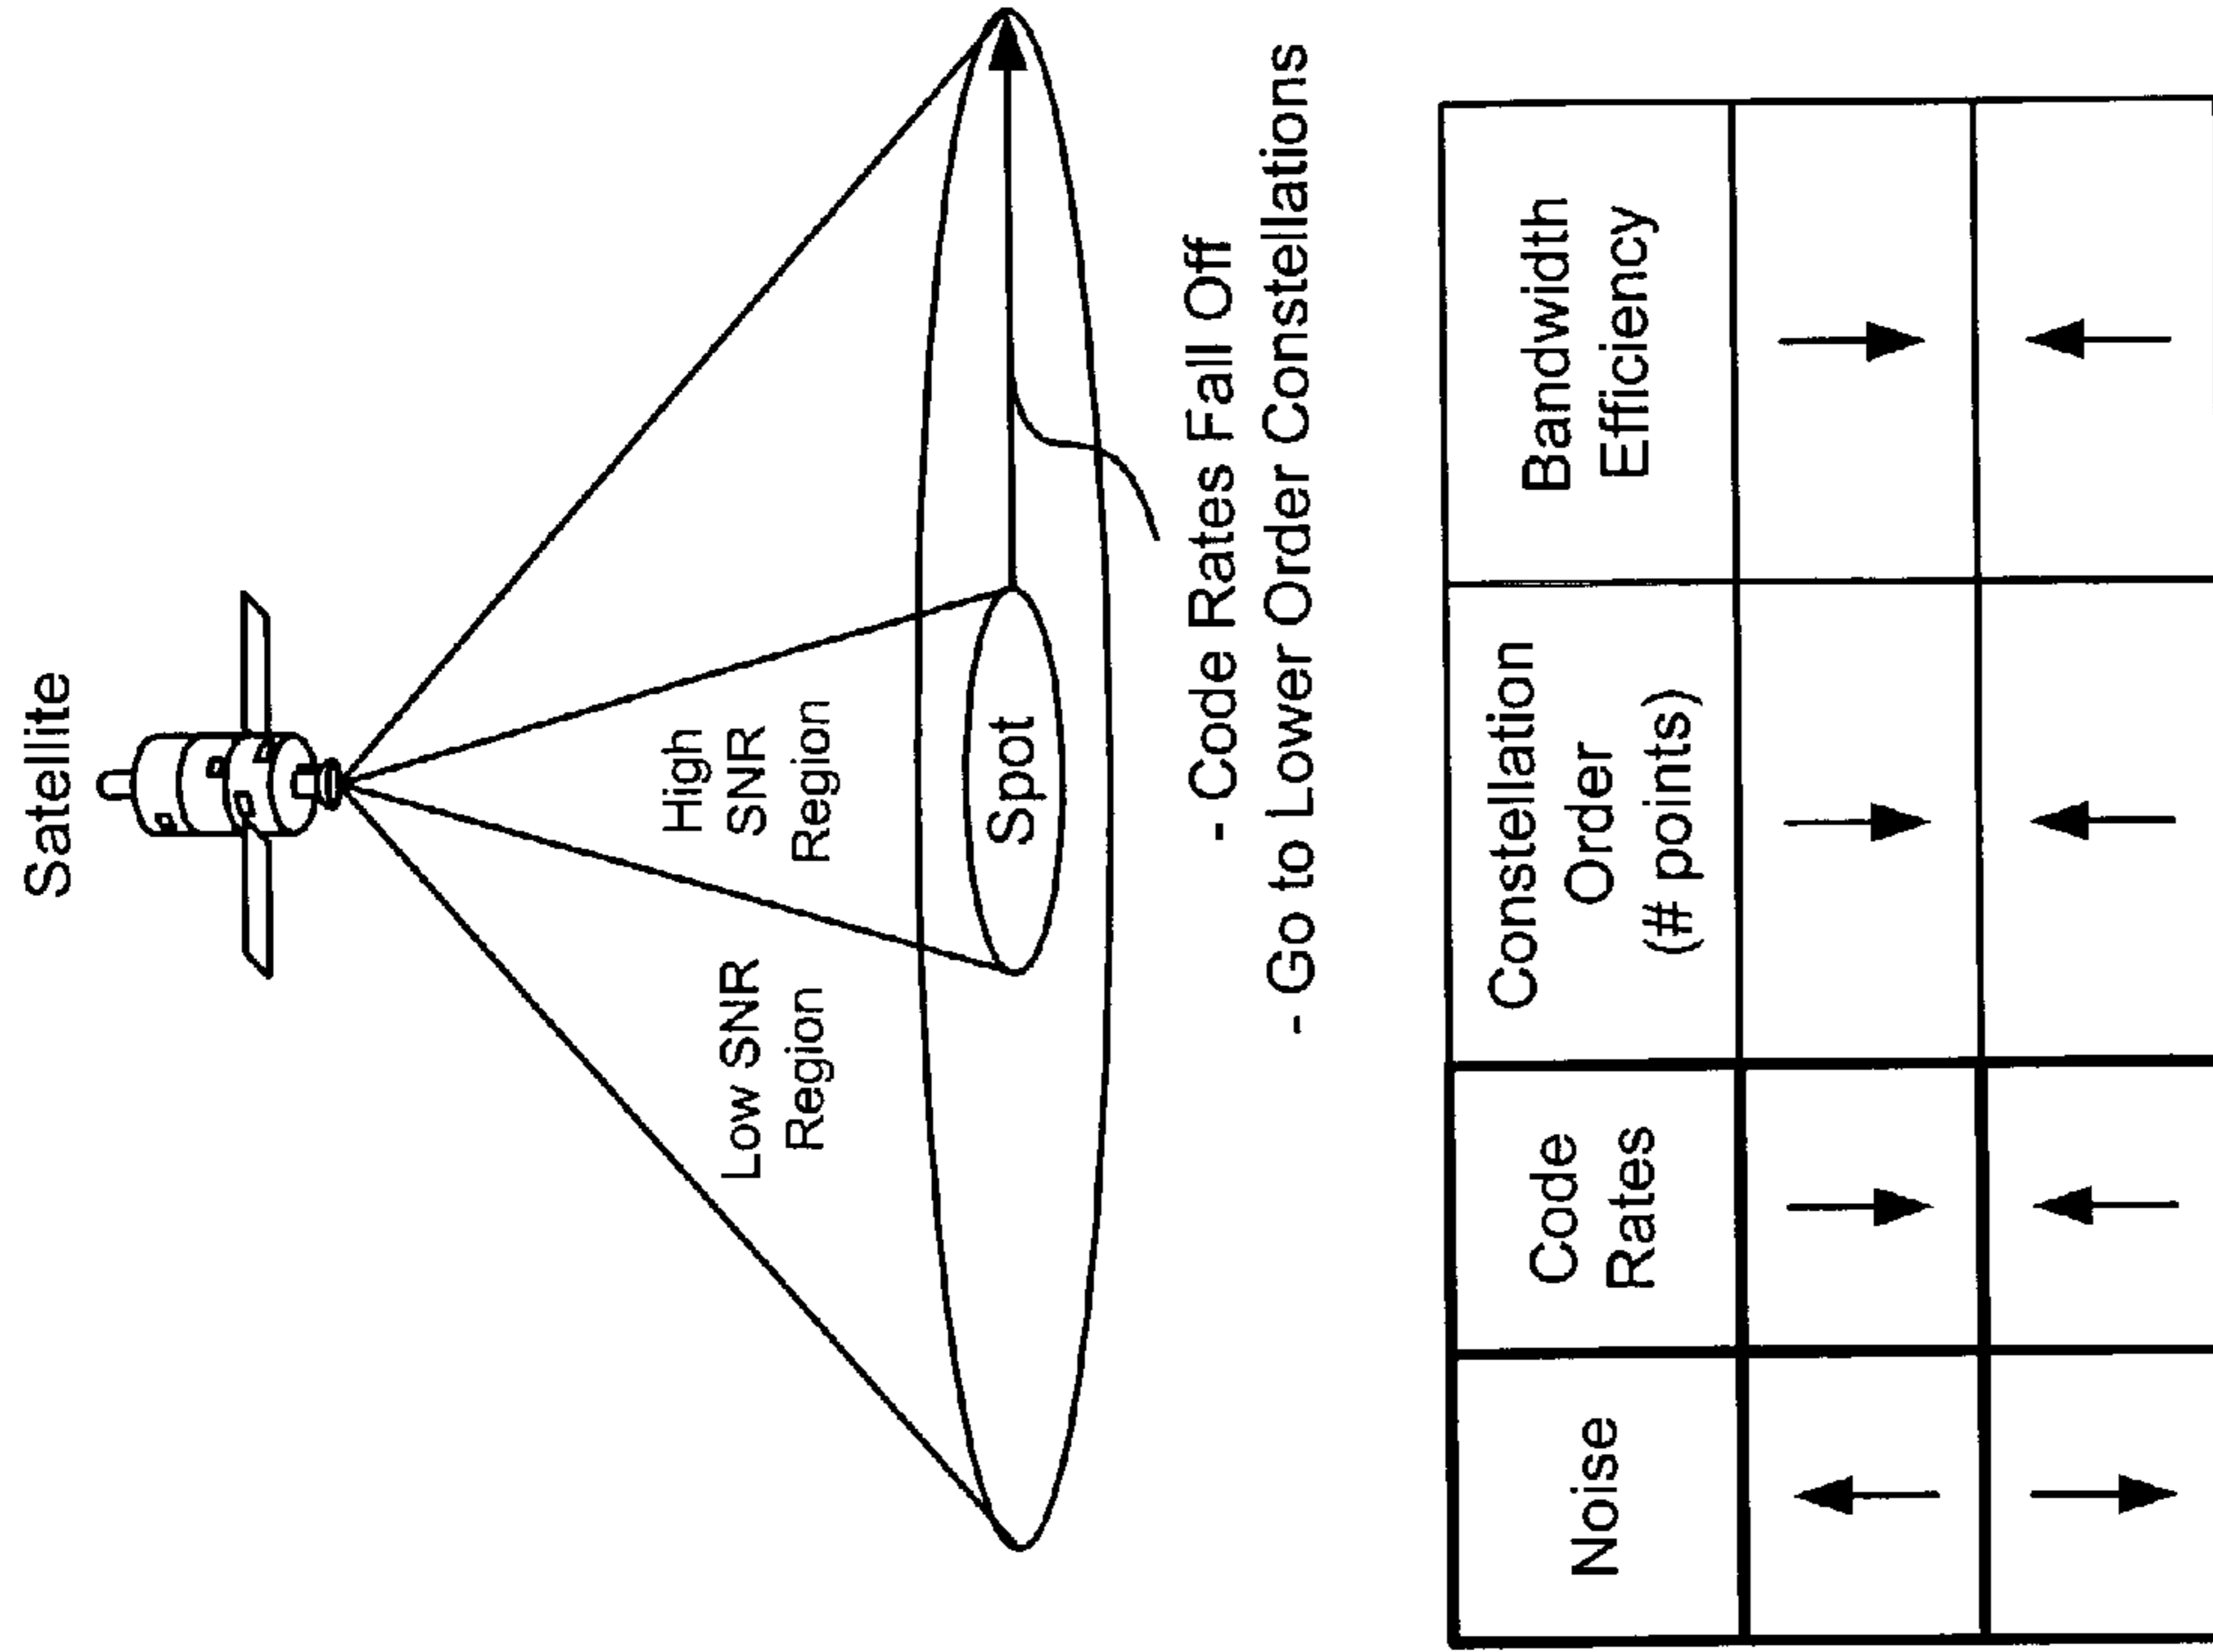 Satellite
High
SNR
Region
Low SNR
Region
Spot
- Code Rates Fall Off
- Go to Lower Order Constellations
Noise
Code
Rates
Constellation
Order
(# points)
Bandwidth
Efficiency